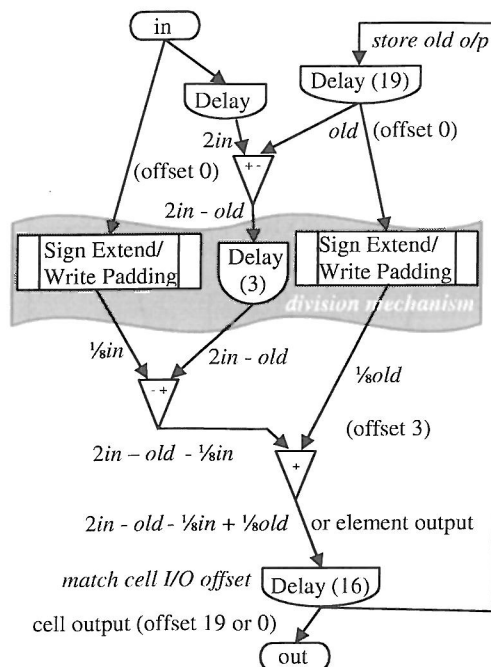 in
store old o/p
Delay
Delay (19)
2in
old
(offset 0)
+ -
(offset 0)
2in - old
Sign Extend/
Write Padding
Delay
(3)
Sign Extend/
Write Padding
division mechanism
⅛in
2in - old
⅛old
- +
(offset 3)
2in – old - ⅛in
+
2in - old - ⅛in + ⅛old
or element output
match cell I/O offset
Delay (16)
cell output (offset 19 or 0)
out